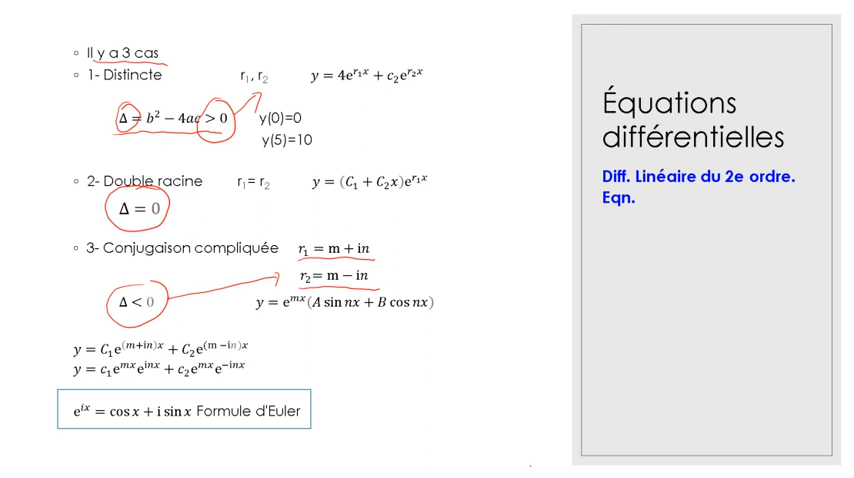 ◦ Il y a 3 cas
◦ 1- Distincte r₁, r₂ y = 4e^{r₁x} + c₂e^{r₂x}
Δ = b² − 4ac > 0 y(0)=0
y(5)=10
◦ 2- Double racine r₁= r₂ y = (C₁ + C₂x)e^{r₁x}
Δ = 0
◦ 3- Conjugaison compliquée r₁ = m + in
r₂= m − in
Δ < 0 y = e^{mx}(A sin nx + B cos nx)
y = C₁e^{(m+in)x} + C₂e^{(m−in)x}
y = c₁e^{mx}e^{inx} + c₂e^{mx}e^{−inx}
e^{ix} = cos x + i sin x Formule d'Euler
Équations
différentielles
Diff. Linéaire du 2e ordre.
Eqn.